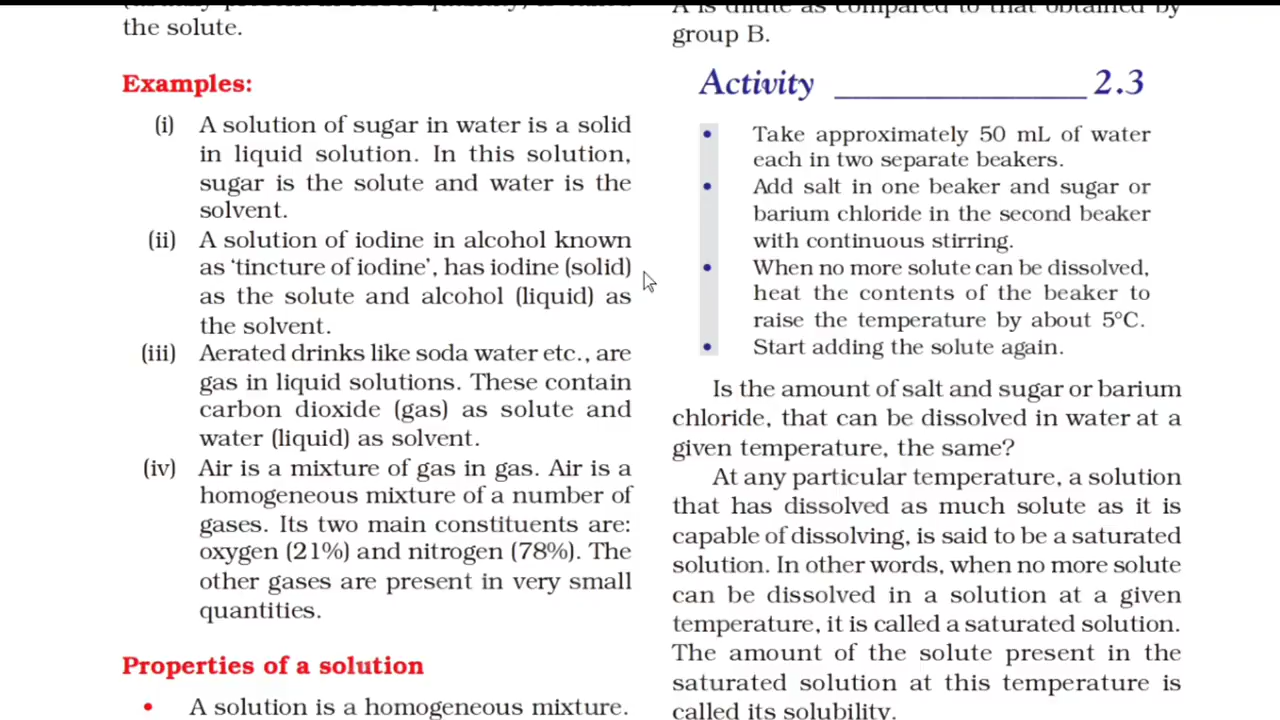 the solute.
Examples:
(i) A solution of sugar in water is a solid
in liquid solution. In this solution,
sugar is the solute and water is the
solvent.
(ii) A solution of iodine in alcohol known
as ‘tincture of iodine’, has iodine (solid)
as the solute and alcohol (liquid) as
the solvent.
(iii) Aerated drinks like soda water etc., are
gas in liquid solutions. These contain
carbon dioxide (gas) as solute and
water (liquid) as solvent.
(iv) Air is a mixture of gas in gas. Air is a
homogeneous mixture of a number of
gases. Its two main constituents are:
oxygen (21%) and nitrogen (78%). The
other gases are present in very small
quantities.
Properties of a solution
• A solution is a homogeneous mixture.
A is dilute as compared to that obtained by
group B.
Activity ______________ 2.3
• Take approximately 50 mL of water
each in two separate beakers.
• Add salt in one beaker and sugar or
barium chloride in the second beaker
with continuous stirring.
• When no more solute can be dissolved,
heat the contents of the beaker to
raise the temperature by about 5°C.
• Start adding the solute again.
Is the amount of salt and sugar or barium
chloride, that can be dissolved in water at a
given temperature, the same?
At any particular temperature, a solution
that has dissolved as much solute as it is
capable of dissolving, is said to be a saturated
solution. In other words, when no more solute
can be dissolved in a solution at a given
temperature, it is called a saturated solution.
The amount of the solute present in the
saturated solution at this temperature is
called its solubility.